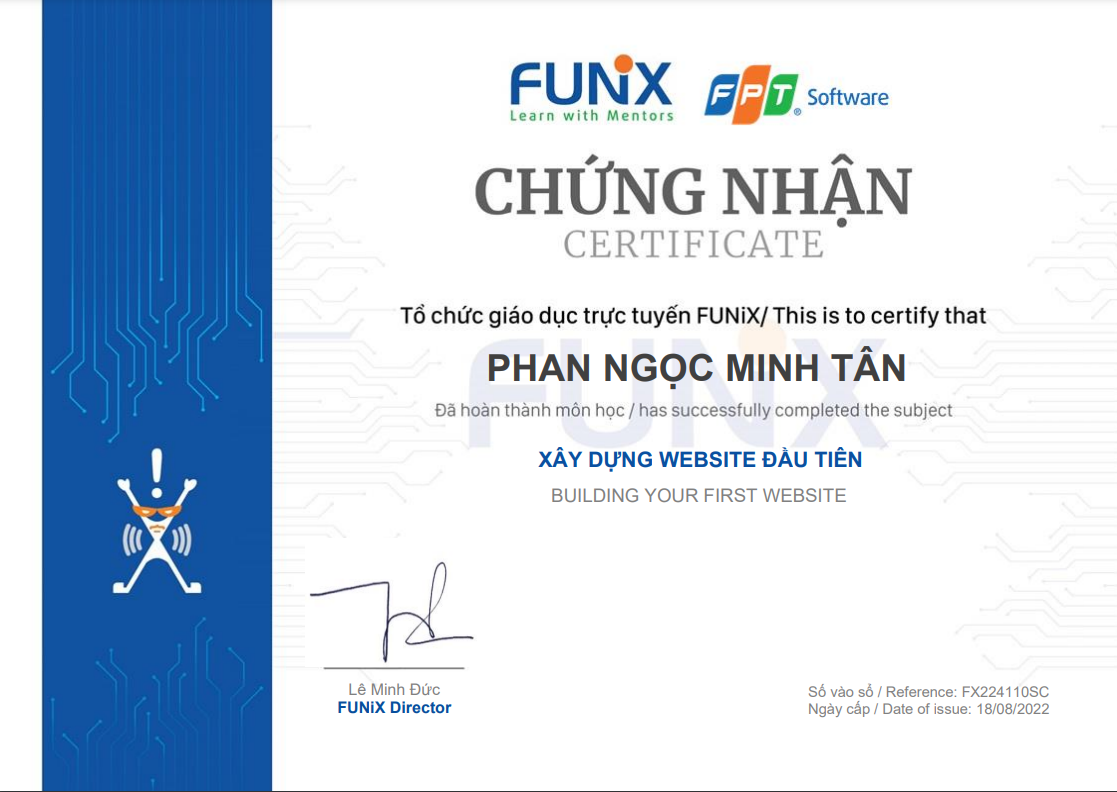 FUNiX
Learn with Mentors
FPT® Software
CHỨNG NHẬN
CERTIFICATE
Tổ chức giáo dục trực tuyến FUNiX/ This is to certify that
FUNiX
PHAN NGỌC MINH TÂN
Đã hoàn thành môn học / has successfully completed the subject
XÂY DỰNG WEBSITE ĐẦU TIÊN
BUILDING YOUR FIRST WEBSITE
Lê Minh Đức
FUNiX Director
Số vào sổ / Reference: FX224110SC
Ngày cấp / Date of issue: 18/08/2022